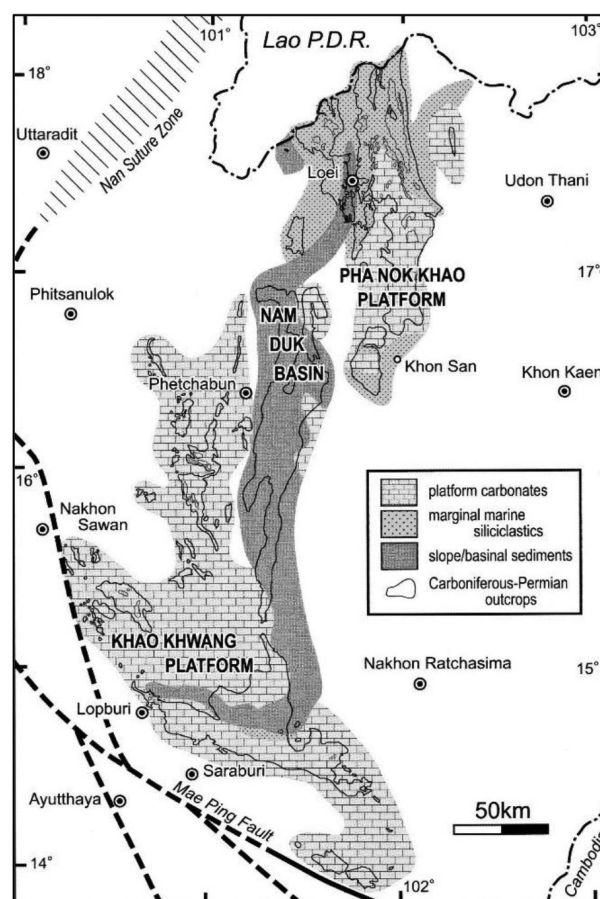 101°
103°
Lao P.D.R.
18°
Uttaradit
Nan Suture Zone
Loei
Udon Thani
PHA NOK KHAO
PLATFORM
17°
Phitsanulok
NAM
DUK
BASIN
Khon San
Phetchabun
Khon Kaen
16°
Nakhon
Sawan
platform carbonates
marginal marine
siliciclastics
slope/basinal sediments
Carboniferous-Permian
outcrops
KHAO KHWANG
PLATFORM
Nakhon Ratchasima
15°
Lopburi
Saraburi
Ayutthaya
Mae Ping Fault
50km
14°
102°
Cambodia